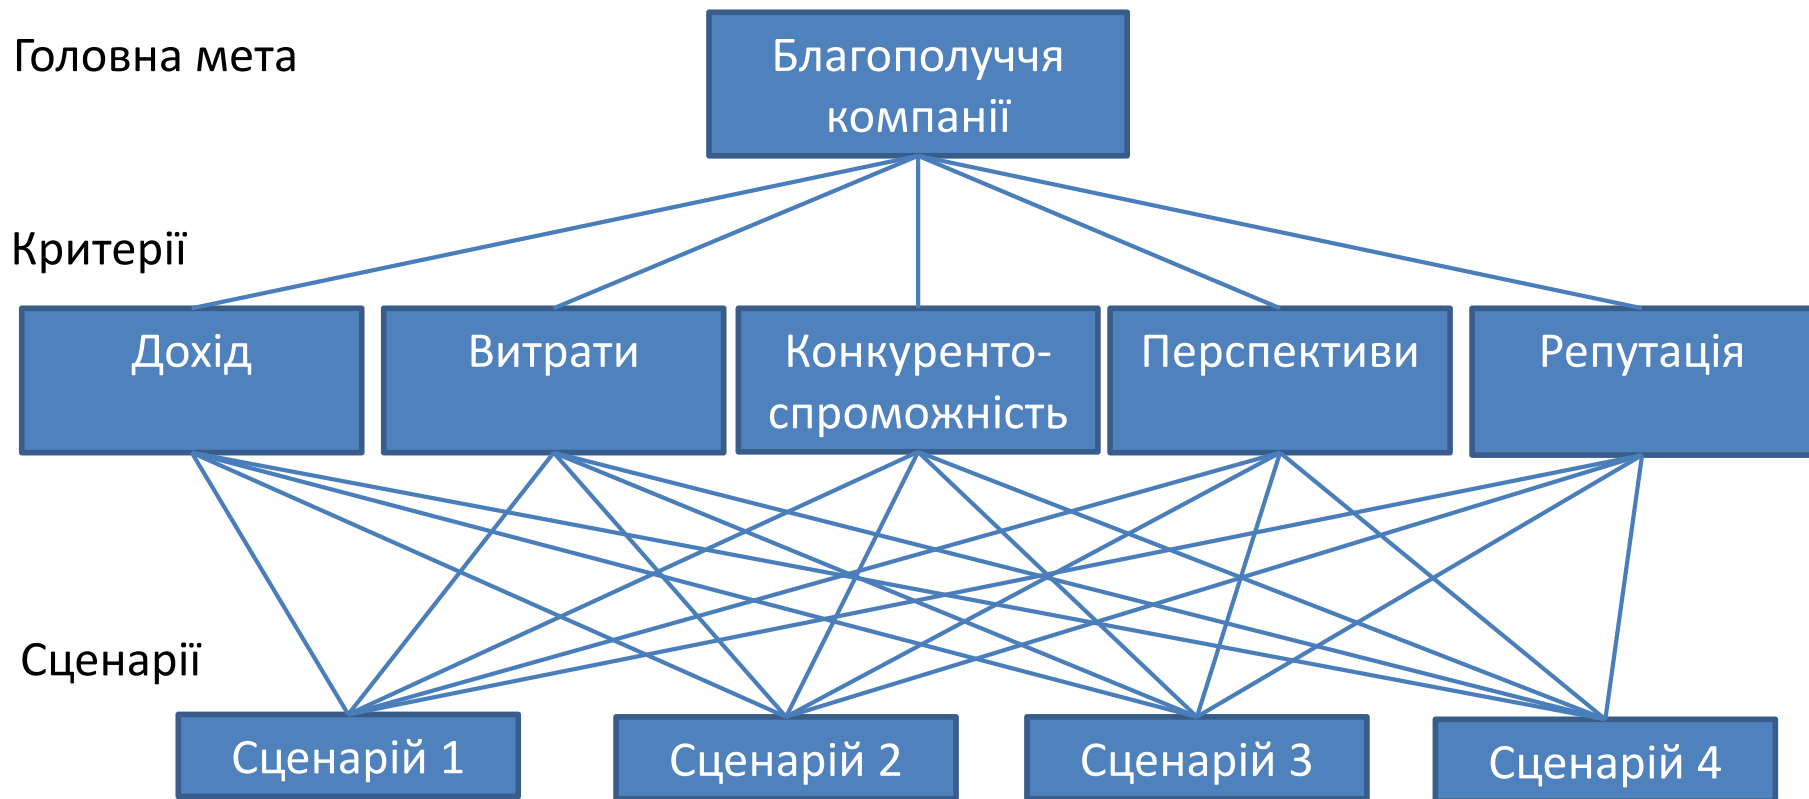 Головна мета
Благополуччя
компанії
Критерії
Дохід
Витрати
Конкуренто-
спроможність
Перспективи
Репутація
Сценарії
Сценарій 1
Сценарій 2
Сценарій 3
Сценарій 4